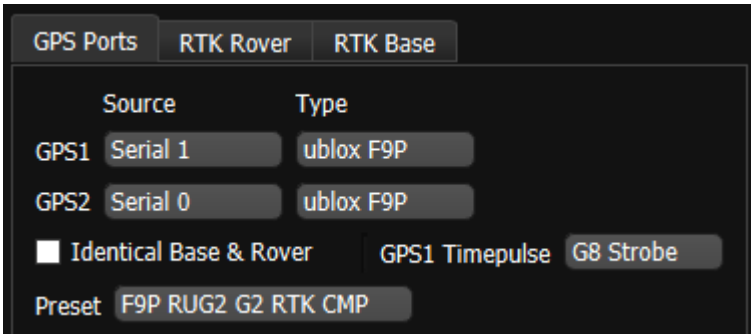 GPS Ports RTK Rover RTK Base
Source Type
GPS1 Serial 1 ublox F9P
GPS2 Serial 0 ublox F9P
Identical Base & Rover GPS1 Timepulse G8 Strobe
Preset F9P RUG2 G2 RTK CMP